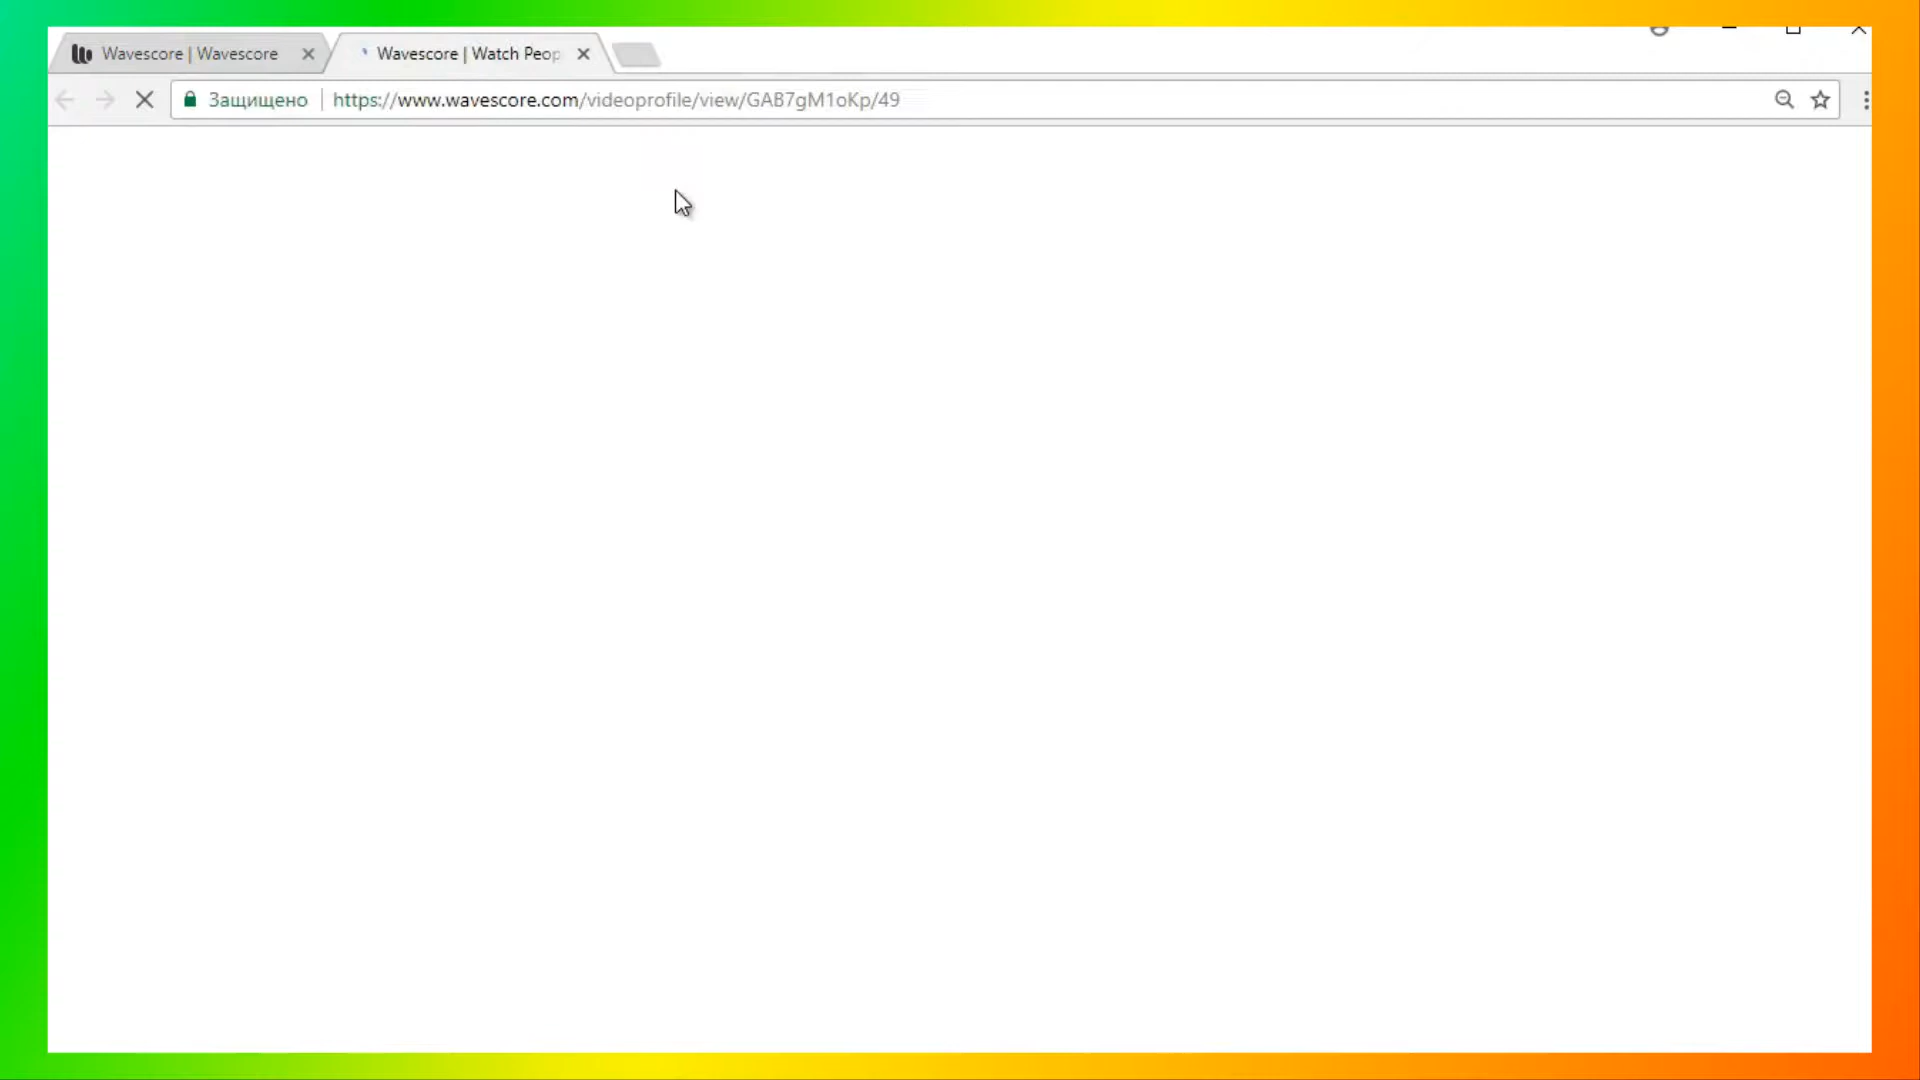 Wavescore | Wavescore
Wavescore | Watch Peop
Защищено
https://www.wavescore.com/videoprofile/view/GAB7gM1oKp/49